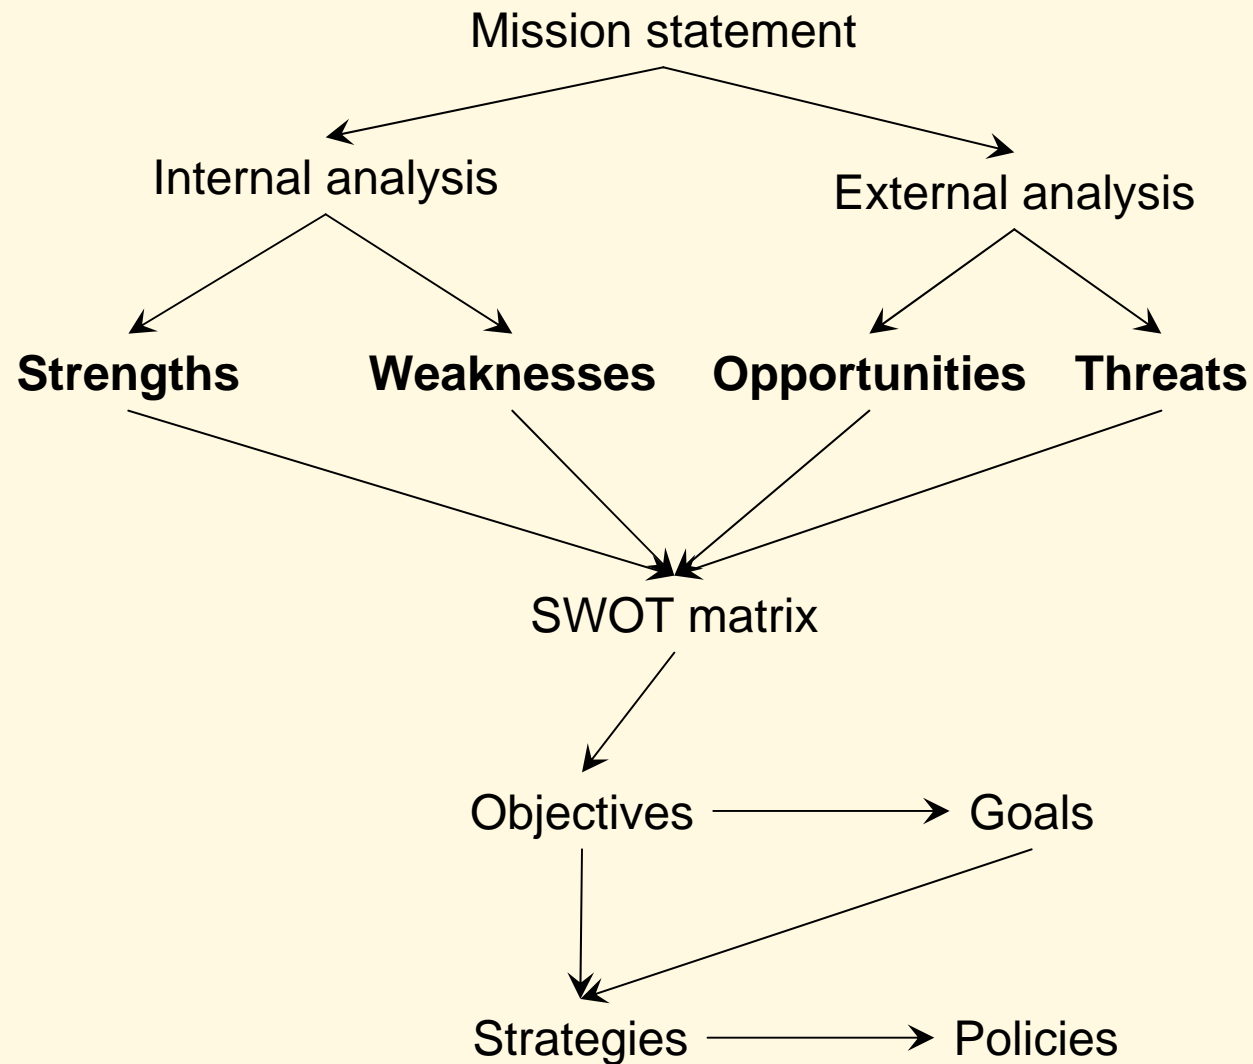 Mission statement
Internal analysis
External analysis
Strengths
Weaknesses
Opportunities
Threats
SWOT matrix
Objectives
Goals
Strategies
Policies